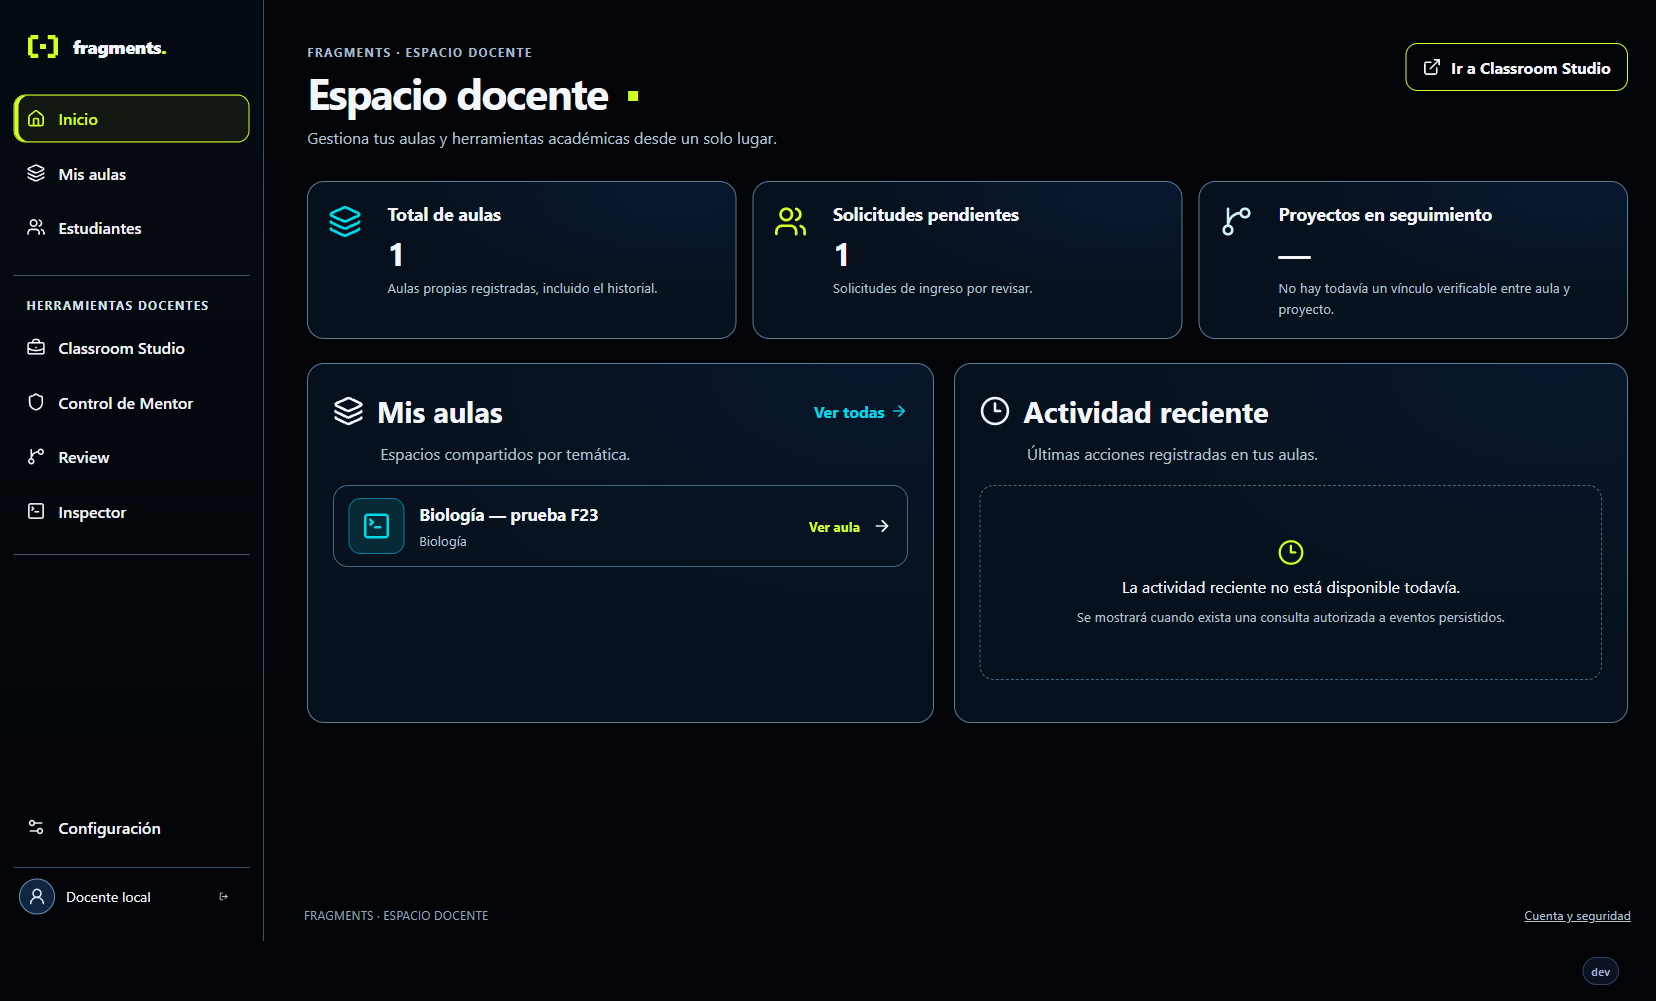 fragments.
Inicio
Mis aulas
Estudiantes
HERRAMIENTAS DOCENTES
Classroom Studio
Control de Mentor
Review
Inspector
Configuración
Docente local
FRAGMENTS · ESPACIO DOCENTE
Espacio docente
Gestiona tus aulas y herramientas académicas desde un solo lugar.
Ir a Classroom Studio
Total de aulas
1
Aulas propias registradas, incluido el historial.
Solicitudes pendientes
1
Solicitudes de ingreso por revisar.
Proyectos en seguimiento
—
No hay todavía un vínculo verificable entre aula y
proyecto.
Mis aulas
Ver todas
Espacios compartidos por temática.
Biología — prueba F23
Biología
Ver aula
Actividad reciente
Últimas acciones registradas en tus aulas.
La actividad reciente no está disponible todavía.
Se mostrará cuando exista una consulta autorizada a eventos persistidos.
FRAGMENTS · ESPACIO DOCENTE
Cuenta y seguridad
dev